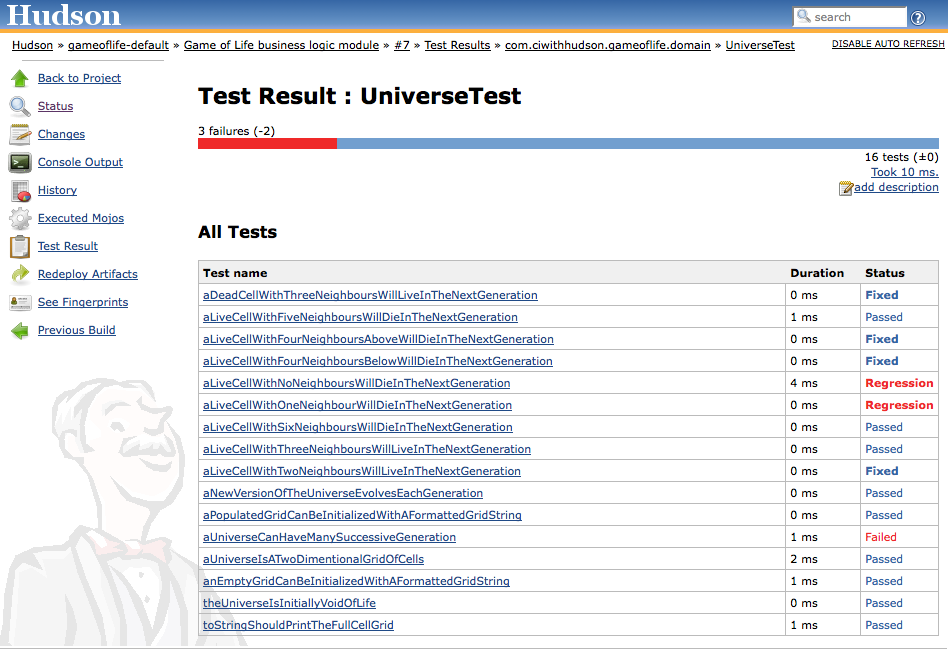 Hudson
search
?
Hudson » gameoflife-default » Game of Life business logic module » #7 » Test Results » com.ciwithhudson.gameoflife.domain » UniverseTest
DISABLE AUTO REFRESH
Back to Project
Status
Changes
Console Output
History
Executed Mojos
Test Result
Redeploy Artifacts
See Fingerprints
Previous Build
Test Result : UniverseTest
3 failures (-2)
16 tests (±0)
Took 10 ms.
add description
All Tests
Test name Duration Status
aDeadCellWithThreeNeighboursWillLiveInTheNextGeneration 0 ms Fixed
aLiveCellWithFiveNeighboursWillDieInTheNextGeneration 1 ms Passed
aLiveCellWithFourNeighboursAboveWillDieInTheNextGeneration 0 ms Fixed
aLiveCellWithFourNeighboursBelowWillDieInTheNextGeneration 0 ms Fixed
aLiveCellWithNoNeighboursWillDieInTheNextGeneration 4 ms Regression
aLiveCellWithOneNeighbourWillDieInTheNextGeneration 0 ms Regression
aLiveCellWithSixNeighboursWillDieInTheNextGeneration 0 ms Passed
aLiveCellWithThreeNeighboursWillLiveInTheNextGeneration 0 ms Passed
aLiveCellWithTwoNeighboursWillLiveInTheNextGeneration 0 ms Fixed
aNewVersionOfTheUniverseEvolvesEachGeneration 0 ms Passed
aPopulatedGridCanBeInitializedWithAFormattedGridString 0 ms Passed
aUniverseCanHaveManySuccessiveGeneration 1 ms Failed
aUniverseIsATwoDimentionalGridOfCells 2 ms Passed
anEmptyGridCanBeInitializedWithAFormattedGridString 1 ms Passed
theUniverseIsInitiallyVoidOfLife 0 ms Passed
toStringShouldPrintTheFullCellGrid 1 ms Passed